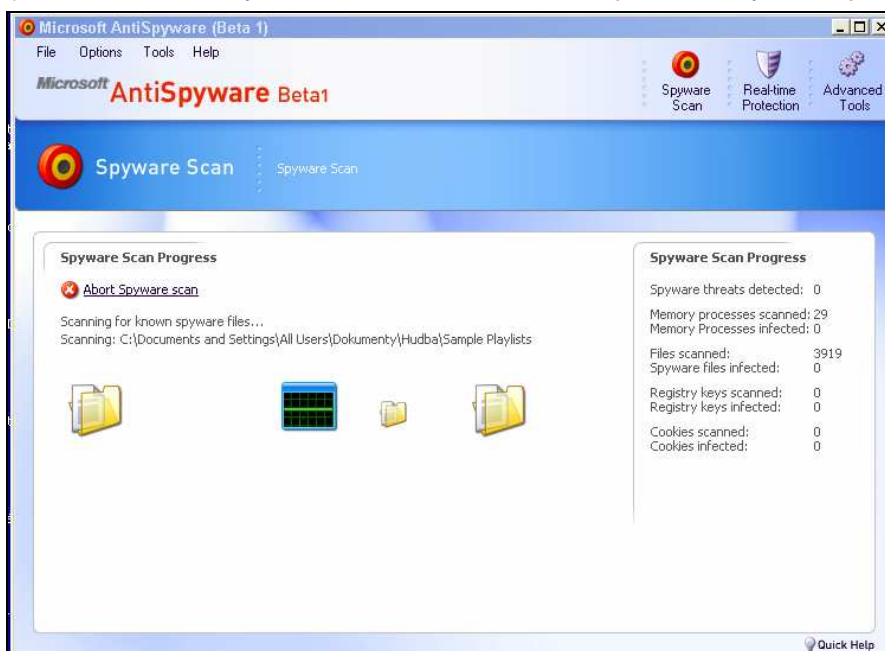 Microsoft AntiSpyware (Beta 1)
File Options Tools Help
Microsoft AntiSpyware Beta1
Spyware Scan
Real-time Protection
Advanced Tools
Spyware Scan
Spyware Scan
Spyware Scan Progress
Abort Spyware scan
Scanning for known spyware files...
Scanning: C:\Documents and Settings\All Users\Dokumenty\Hudba\Sample Playlists
Spyware Scan Progress
Spyware threats detected: 0
Memory processes scanned: 29
Memory Processes infected: 0
Files scanned: 3919
Spyware files infected: 0
Registry keys scanned: 0
Registry keys infected: 0
Cookies scanned: 0
Cookies infected: 0
Quick Help